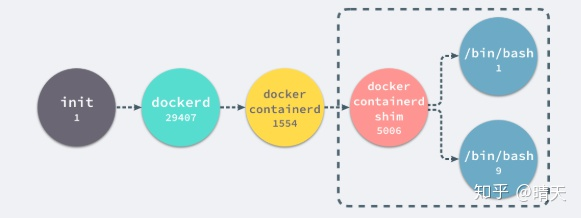 init
1
dockerd
29407
docker
containerd
1554
docker
containerd
shim
5006
/bin/bash
1
/bin/bash
9
知乎 @晴天